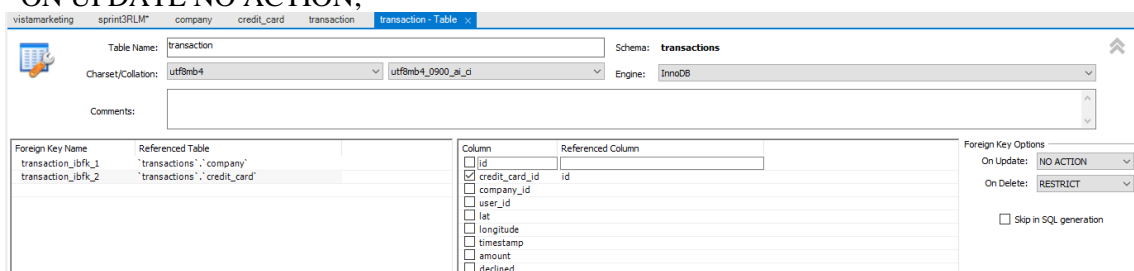 ON UPDATE NO ACTION;
vistamarketing sprint3RLM* company credit_card transaction transaction - Table ×
Table Name: transaction Schema: transactions
Charset/Collation: utf8mb4 utf8mb4_0900_ai_ci Engine: InnoDB
Comments:
Foreign Key Name Referenced Table Column Referenced Column Foreign Key Options
transaction_ibfk_1 `transactions`.`company` id On Update: NO ACTION
transaction_ibfk_2 `transactions`.`credit_card` credit_card_id id On Delete: RESTRICT
company_id
user_id
lat
longitude Skip in SQL generation
timestamp
amount
declined